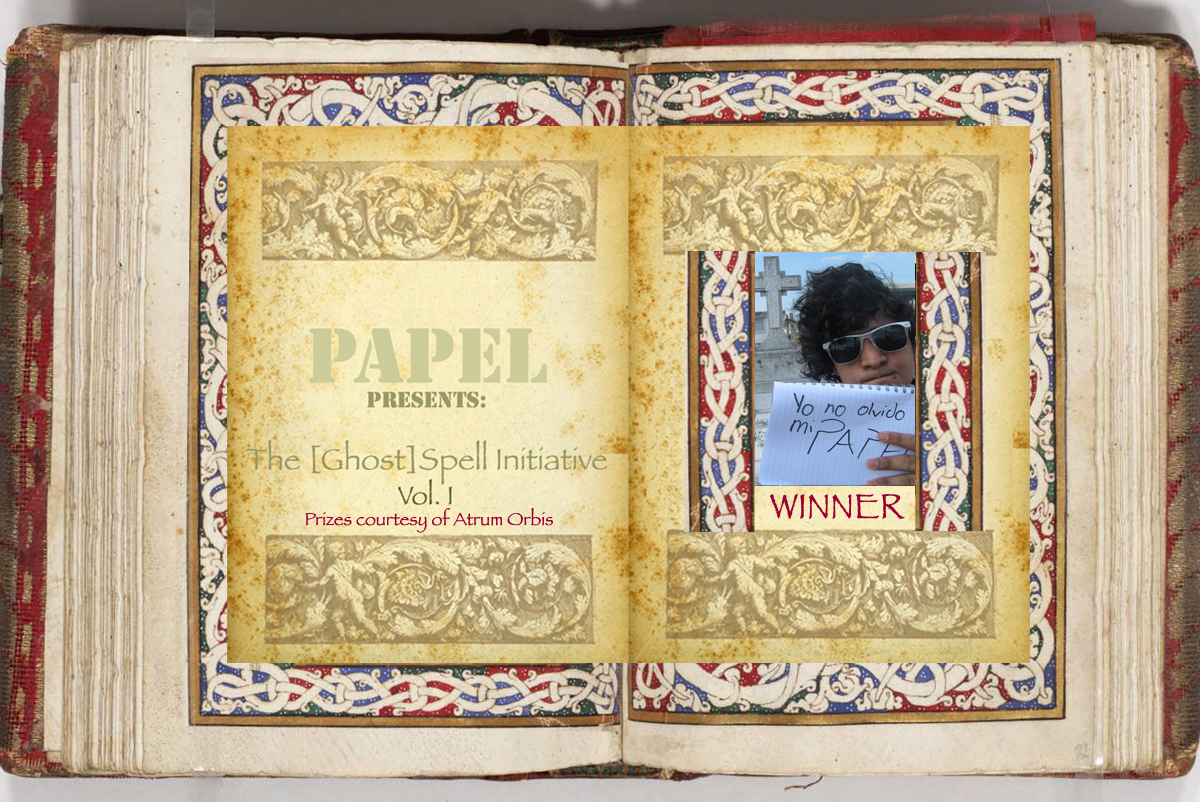 PAPEL
PRESENTS:
The [Ghost]Spell Initiative
Vol. I
Prizes courtesy of Atrum Orbis
Yo no olvido
mi PAPEL
WINNER